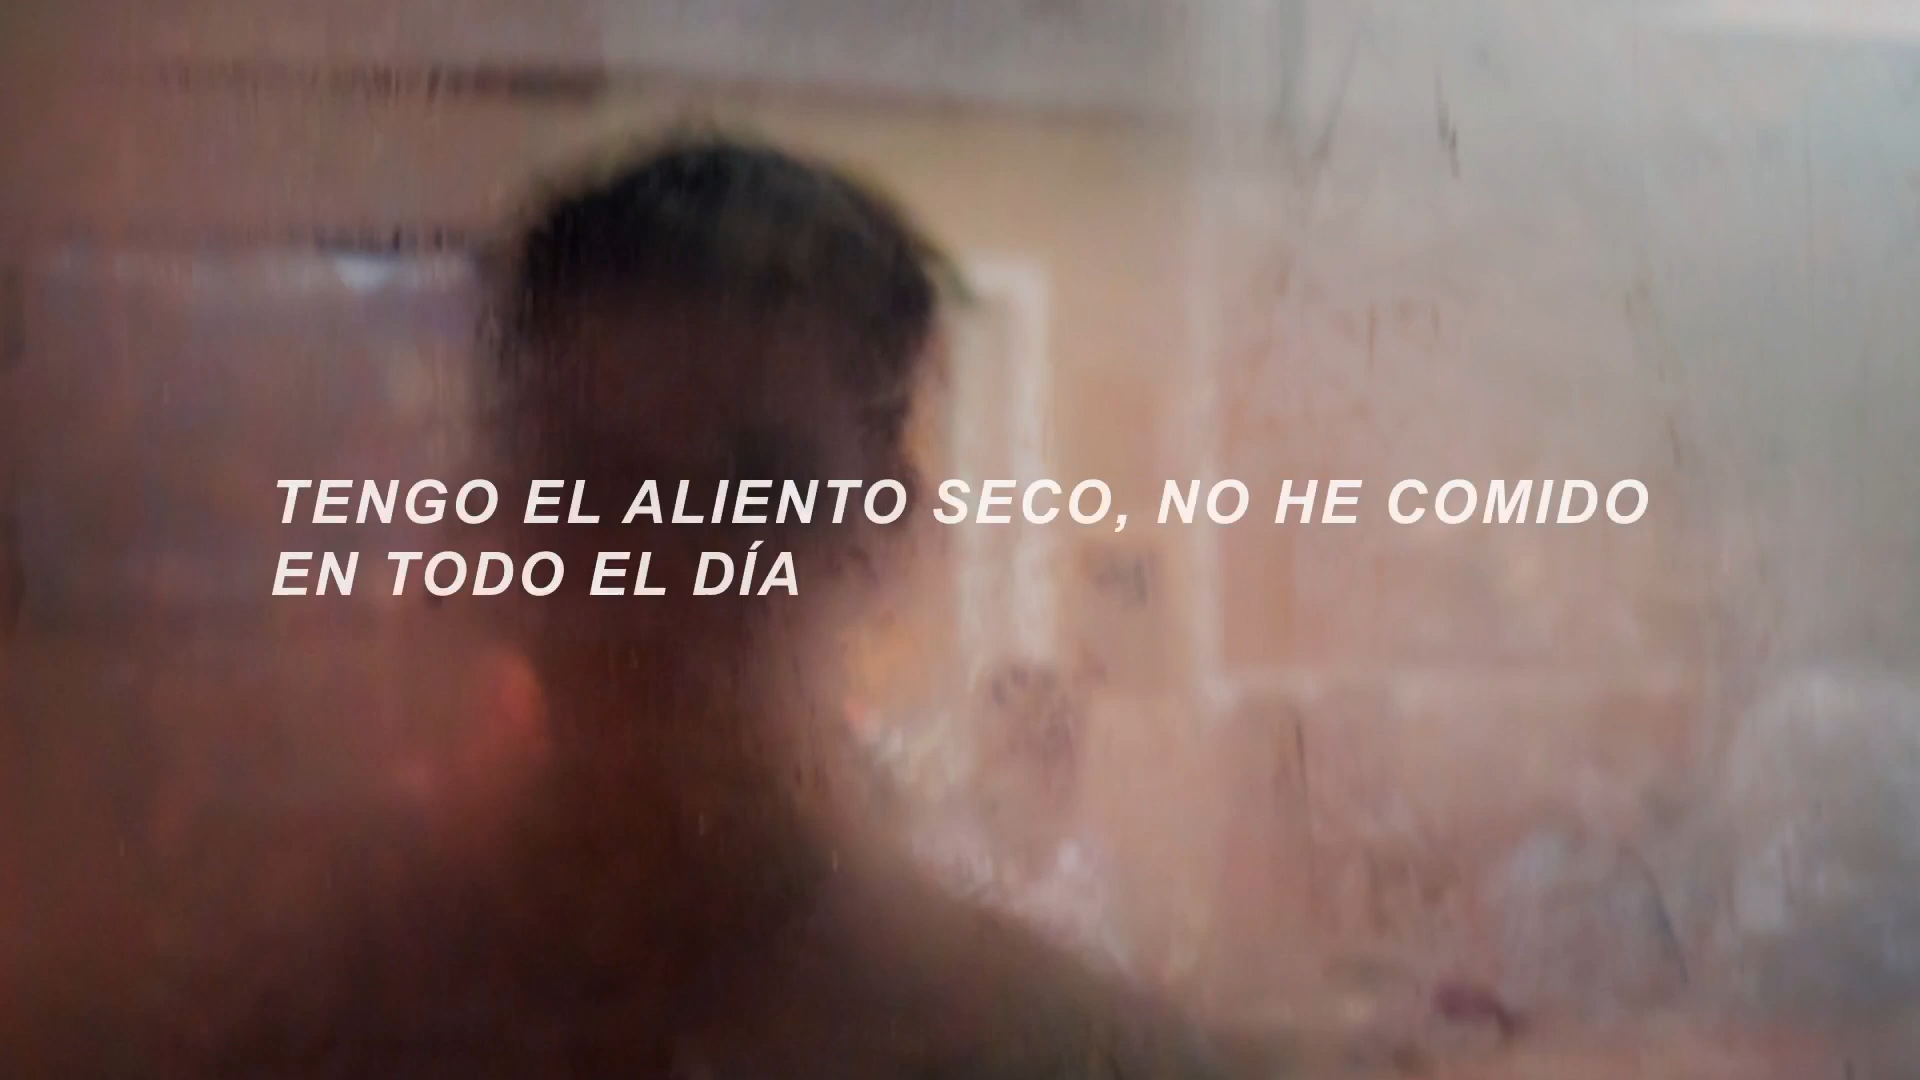 TENGO EL ALIENTO SECO, NO HE COMIDO
EN TODO EL DÍA